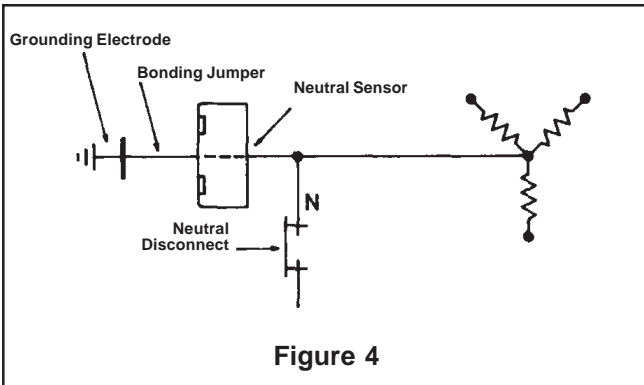 Grounding Electrode
Bonding Jumper
Neutral Sensor
N
Neutral
Disconnect
Figure 4